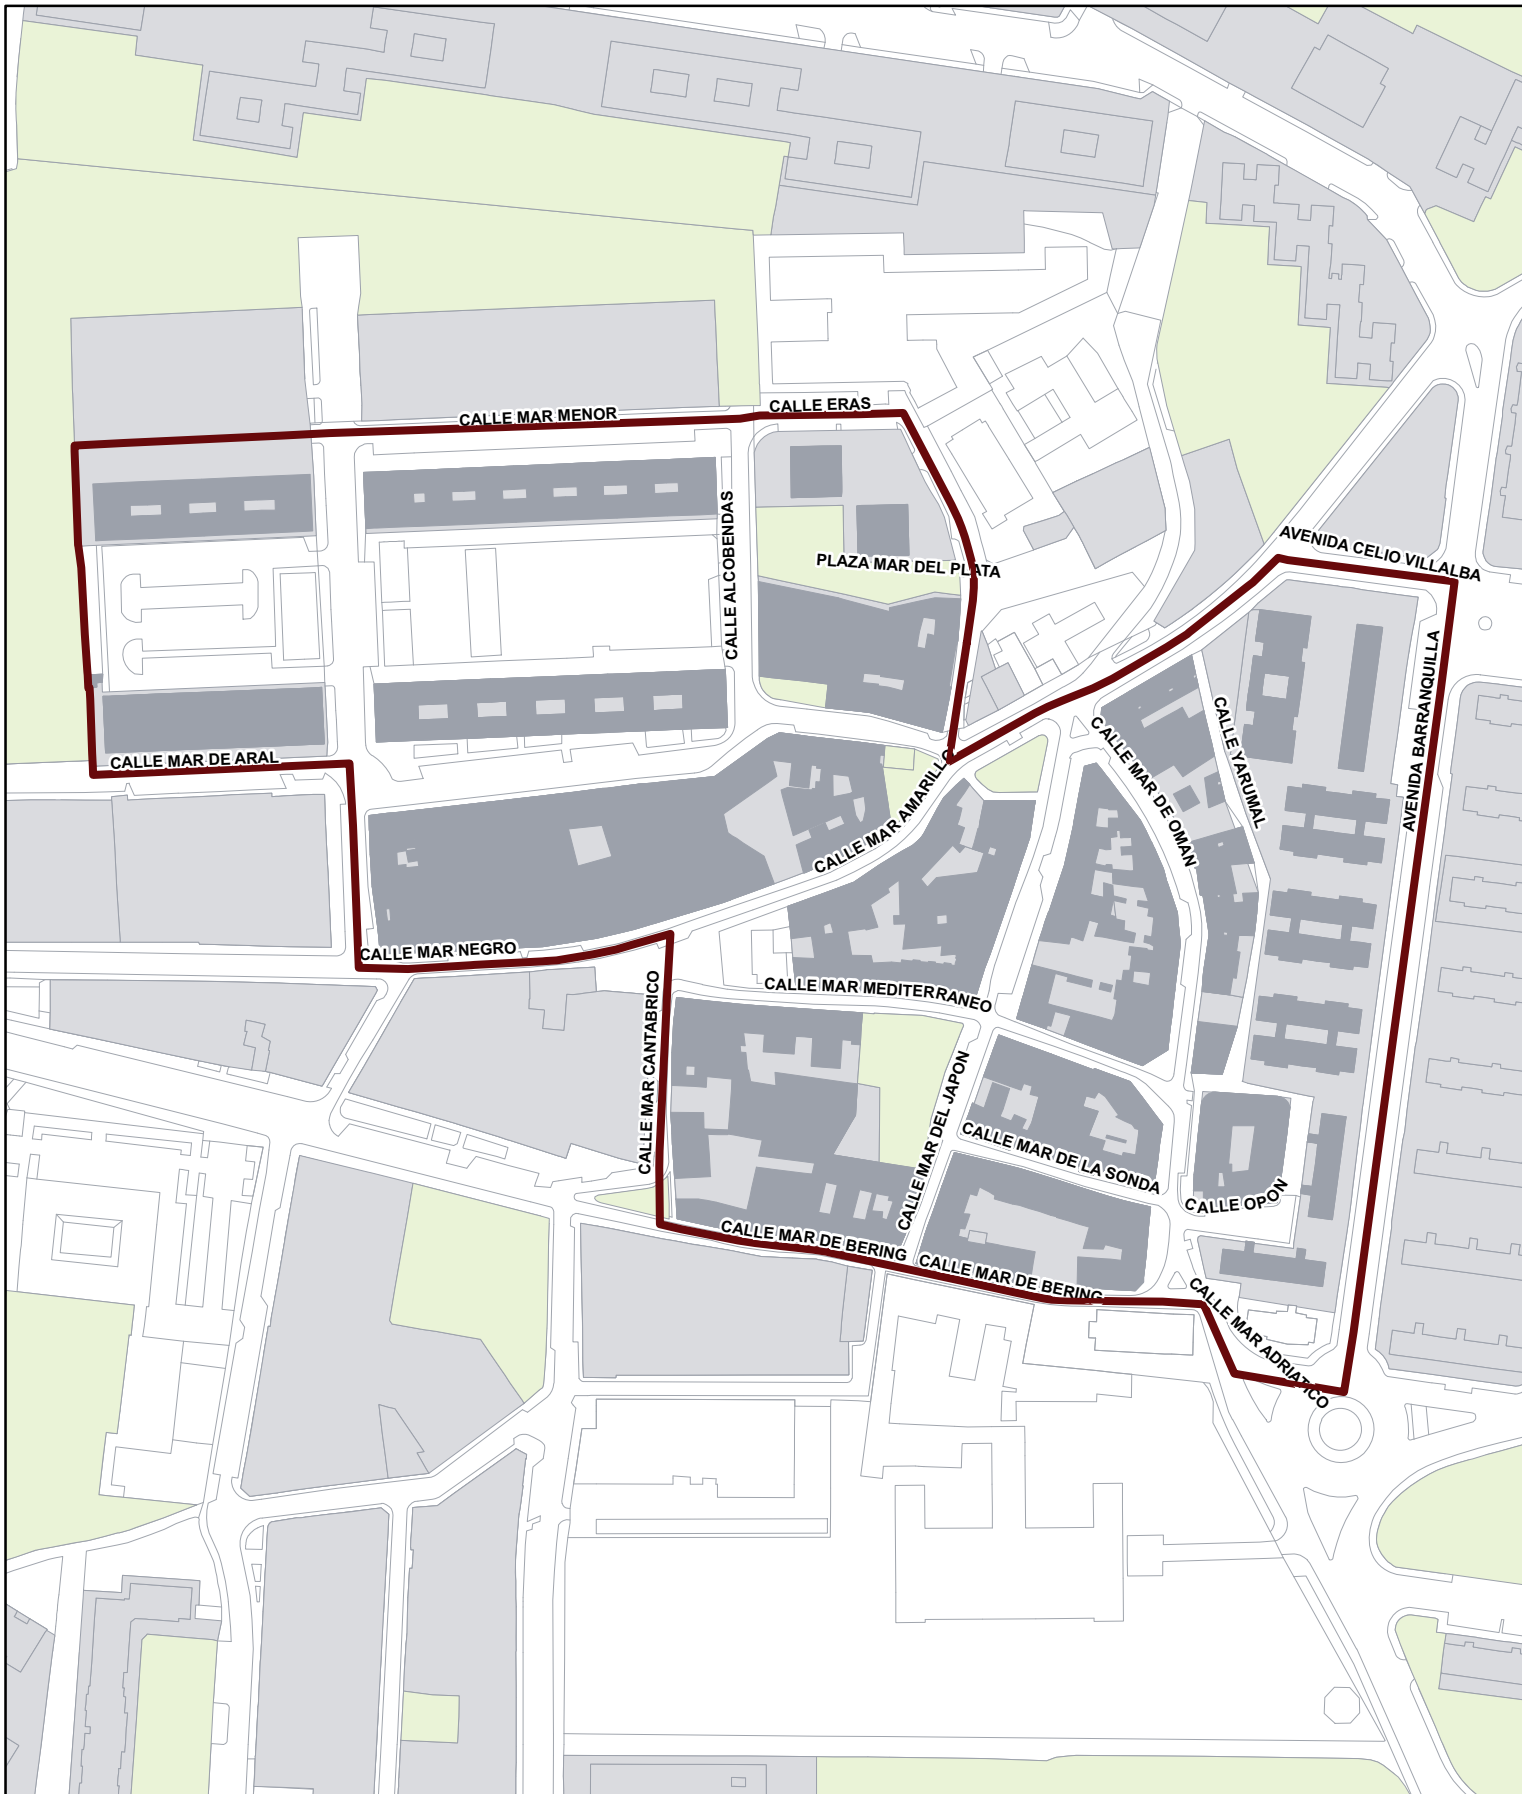 CALLE ERAS
CALLE MAR MENOR
CALLE ALCOBENDAS
AVENIDA CELIO VILLALBA
PLAZA MAR DEL PLATA
AVENIDA BARRANQUILLA
CALLE YARUMAL
CALLE MAR DE OMAN
CALLE MAR DE ARAL
CALLE MAR AMARILLO
CALLE MAR NEGRO
CALLE MAR CANTABRICO
CALLE MAR MEDITERRANEO
CALLE MAR DEL JAPON
CALLE MAR DE LA SONDA
CALLE OPON
CALLE MAR DE BERING
CALLE MAR DE BERING
CALLE MAR ADRIATICO